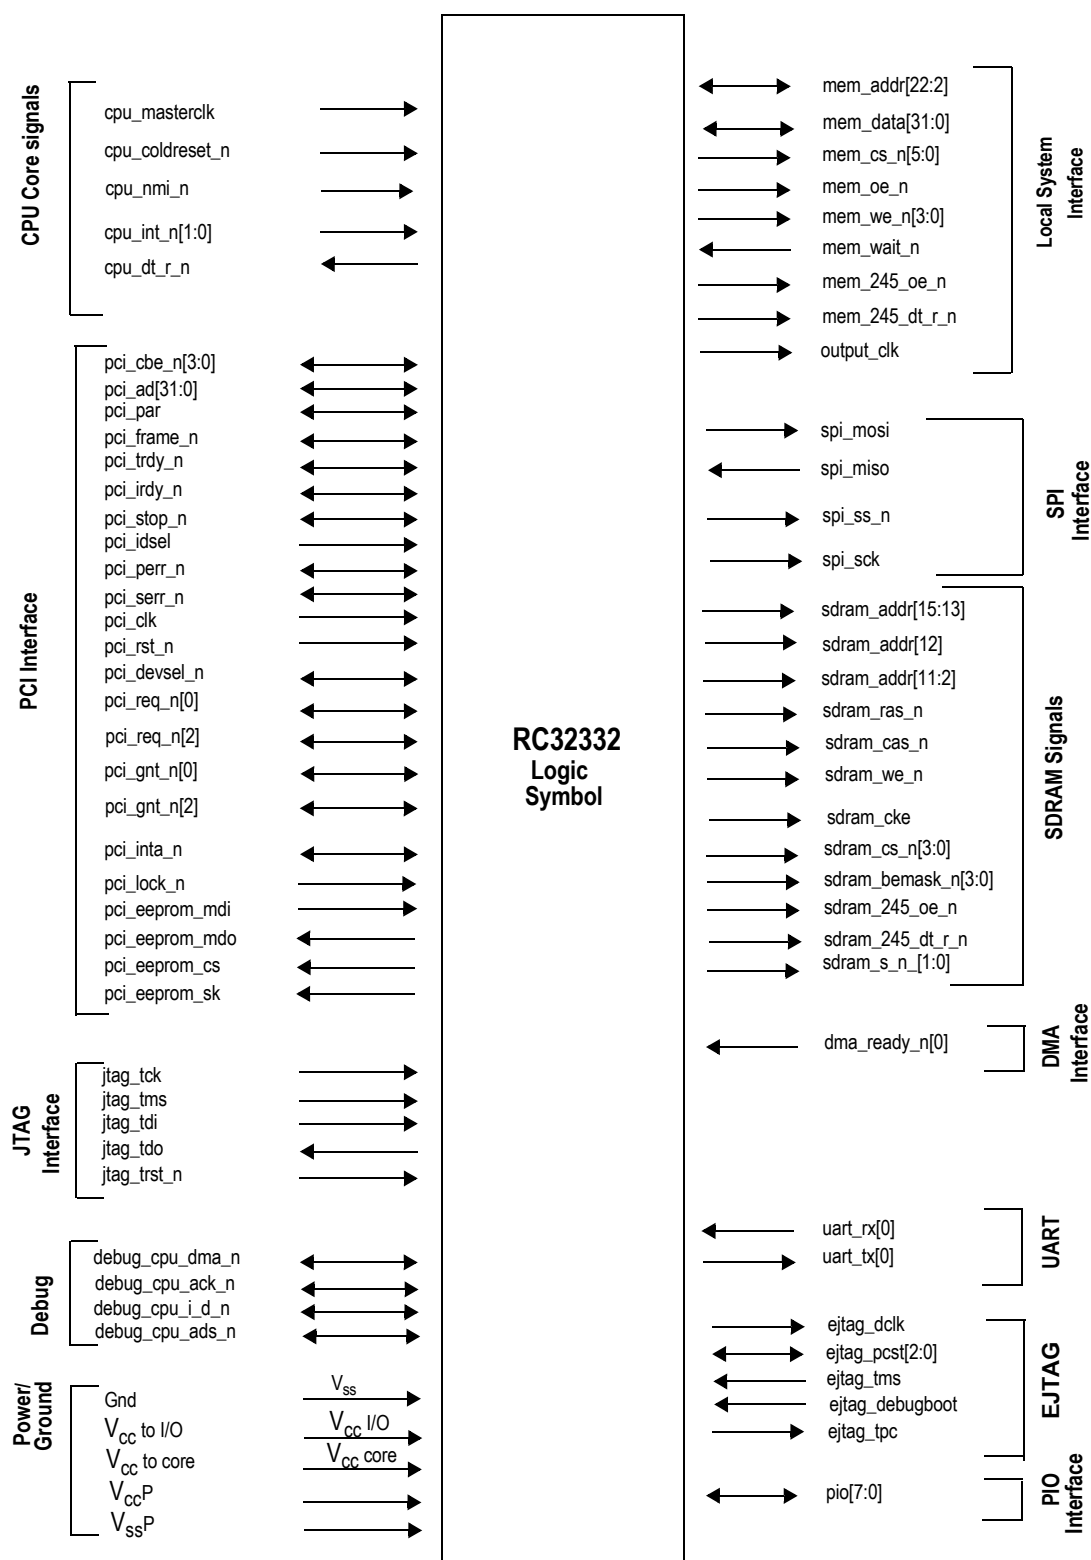 CPU Core signals
cpu_masterclk
cpu_coldreset_n
cpu_nmi_n
cpu_int_n[1:0]
cpu_dt_r_n
PCI Interface
pci_cbe_n[3:0]
pci_ad[31:0]
pci_par
pci_frame_n
pci_trdy_n
pci_irdy_n
pci_stop_n
pci_idsel
pci_perr_n
pci_serr_n
pci_clk
pci_rst_n
pci_devsel_n
pci_req_n[0]
pci_req_n[2]
pci_gnt_n[0]
pci_gnt_n[2]
pci_inta_n
pci_lock_n
pci_eeprom_mdi
pci_eeprom_mdo
pci_eeprom_cs
pci_eeprom_sk
JTAG
Interface
jtag_tck
jtag_tms
jtag_tdi
jtag_tdo
jtag_trst_n
Debug
debug_cpu_dma_n
debug_cpu_ack_n
debug_cpu_i_d_n
debug_cpu_ads_n
Power/
Ground
Gnd
Vss
Vcc to I/O
Vcc I/O
Vcc to core
Vcc core
VccP
VssP
RC32332
Logic
Symbol
mem_addr[22:2]
mem_data[31:0]
mem_cs_n[5:0]
mem_oe_n
mem_we_n[3:0]
mem_wait_n
mem_245_oe_n
mem_245_dt_r_n
output_clk
Local System
Interface
spi_mosi
spi_miso
spi_ss_n
spi_sck
SPI
Interface
sdram_addr[15:13]
sdram_addr[12]
sdram_addr[11:2]
sdram_ras_n
sdram_cas_n
sdram_we_n
sdram_cke
sdram_cs_n[3:0]
sdram_bemask_n[3:0]
sdram_245_oe_n
sdram_245_dt_r_n
sdram_s_n_[1:0]
SDRAM Signals
dma_ready_n[0]
DMA
Interface
uart_rx[0]
uart_tx[0]
UART
ejtag_dclk
ejtag_pcst[2:0]
ejtag_tms
ejtag_debugboot
ejtag_tpc
EJTAG
pio[7:0]
PIO
Interface